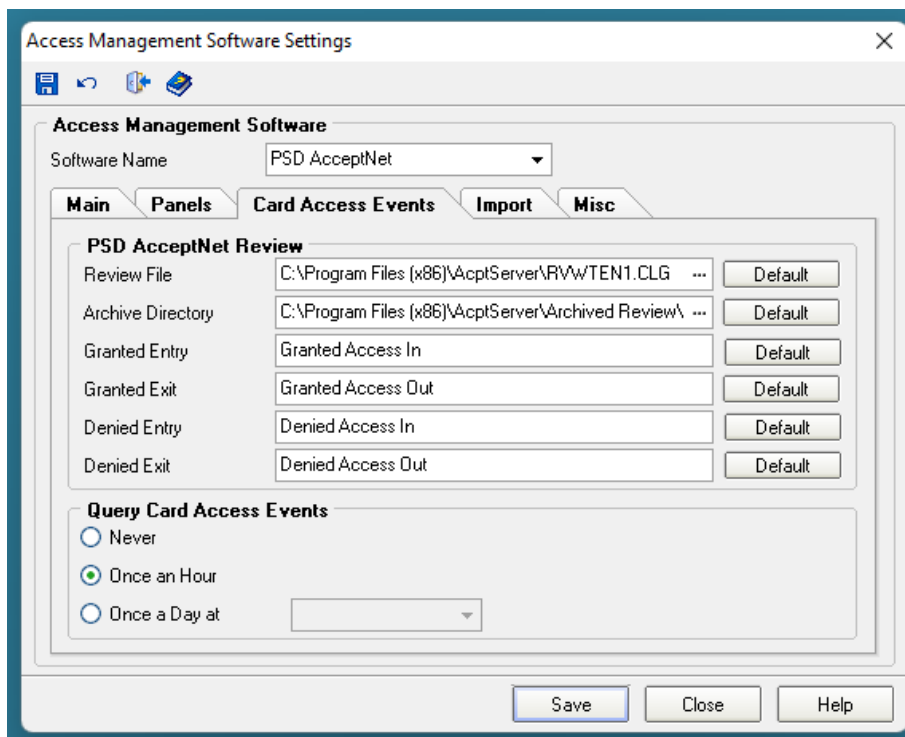 Access Management Software Settings
Access Management Software
Software Name PSD AcceptNet
Main Panels Card Access Events Import Misc
PSD AcceptNet Review
Review File C:\Program Files (x86)\AcptServer\RVWTEN1.CLG ... Default
Archive Directory C:\Program Files (x86)\AcptServer\Archived Review\ ... Default
Granted Entry Granted Access In Default
Granted Exit Granted Access Out Default
Denied Entry Denied Access In Default
Denied Exit Denied Access Out Default
Query Card Access Events
Never
Once an Hour
Once a Day at
Save Close Help